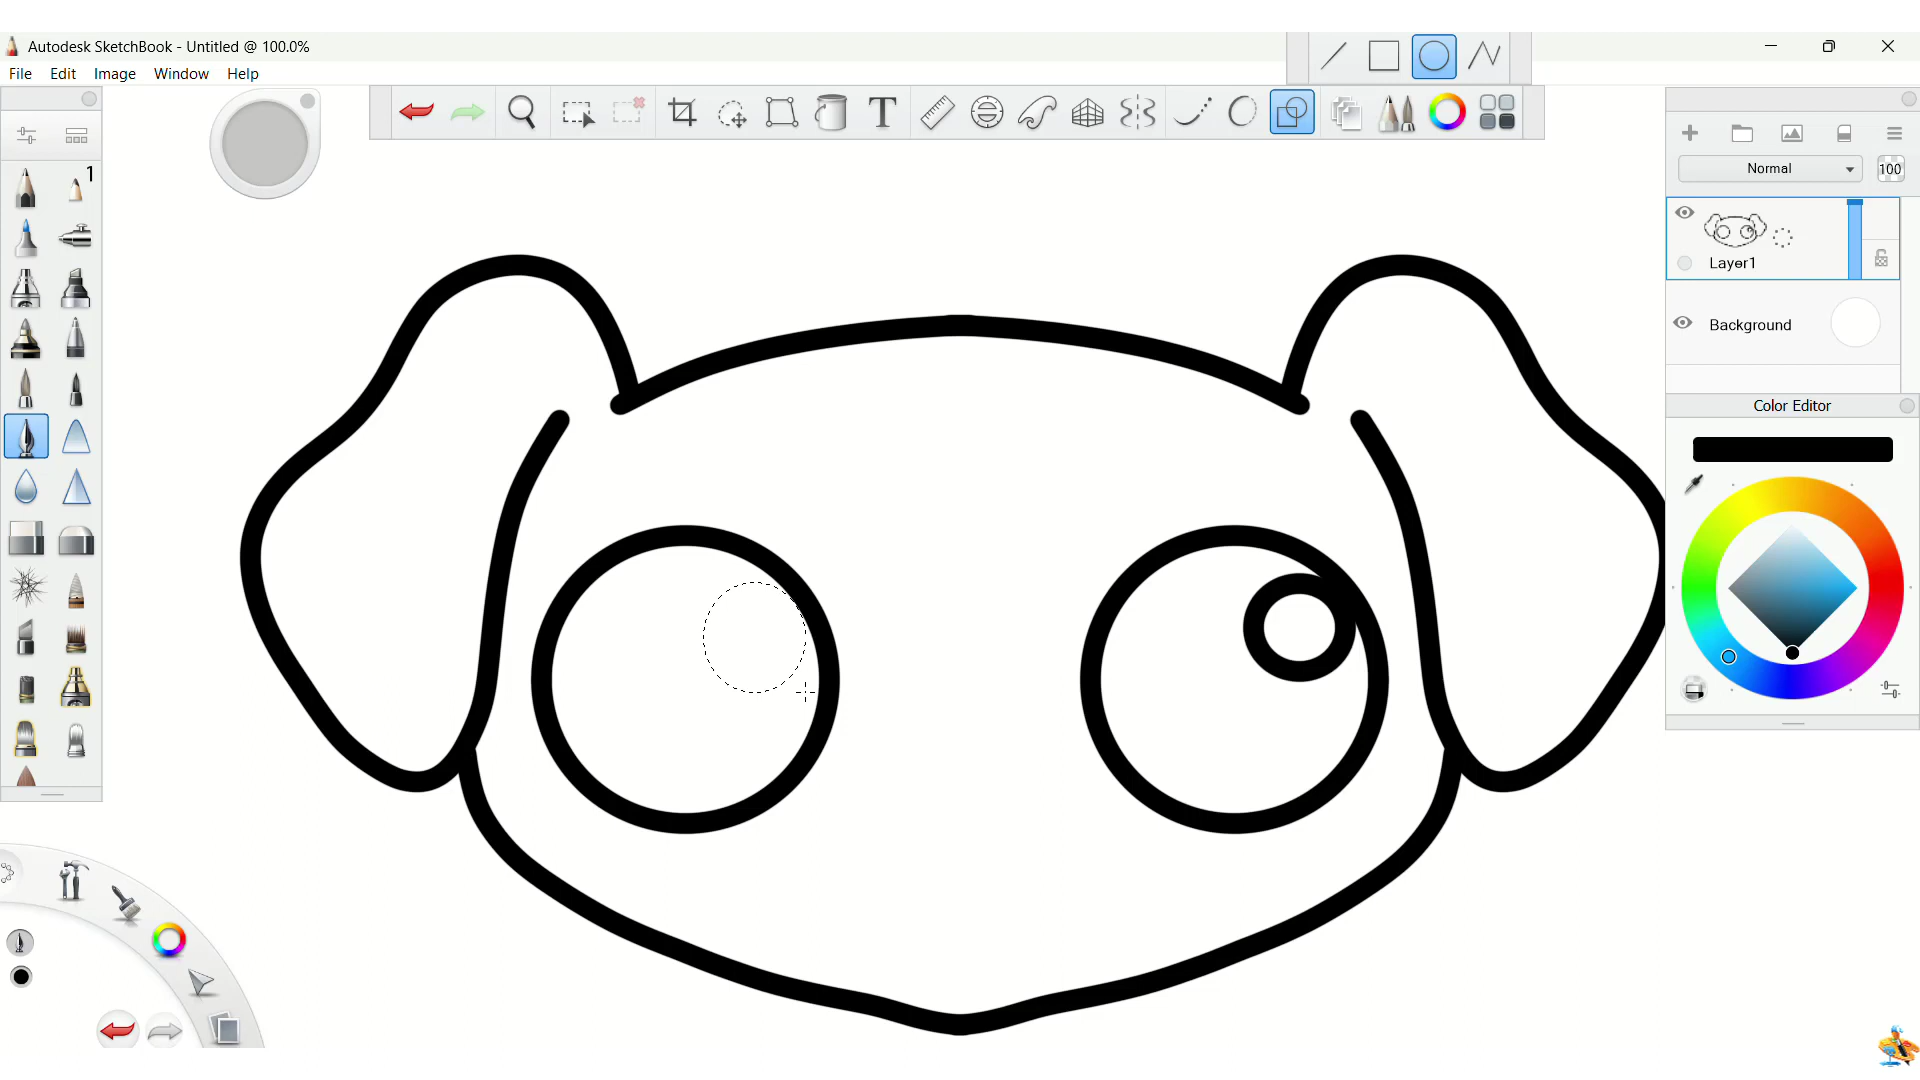 Autodesk SketchBook - Untitled @ 100.0%
File Edit Image Window Help
T
1
Normal 100
Layer1
Background
Color Editor